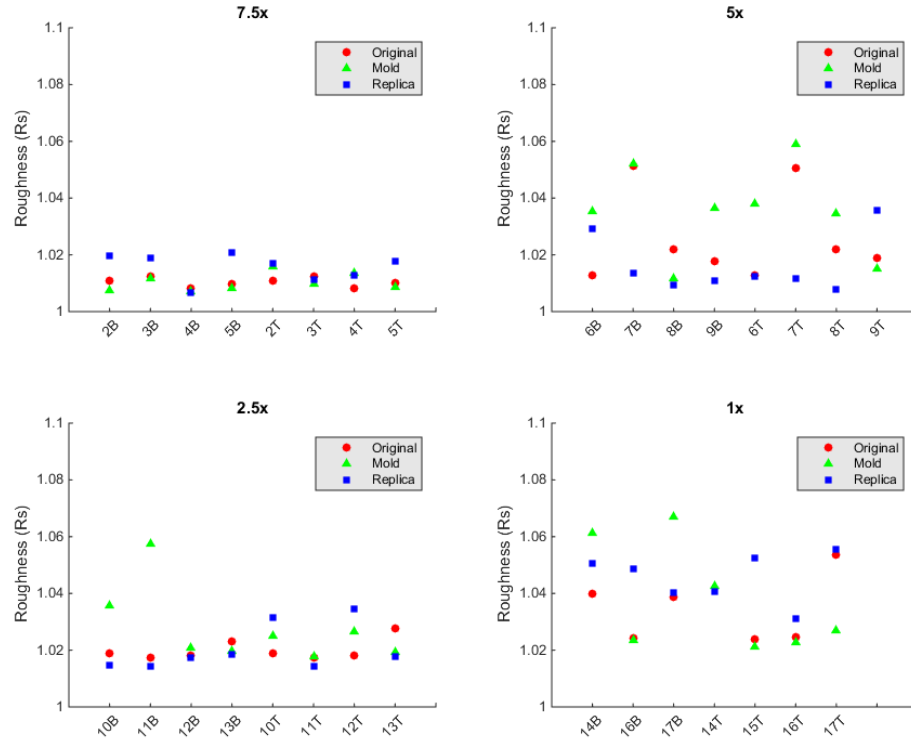 7.5x
1.1
1.08
1.06
1.04
1.02
1
Roughness (Rs)
Original
Mold
Replica
2B 3B 4B 5B 2T 3T 4T 5T
5x
1.1
1.08
1.06
1.04
1.02
1
Roughness (Rs)
Original
Mold
Replica
6B 7B 8B 9B 6T 7T 8T 9T
2.5x
1.1
1.08
1.06
1.04
1.02
1
Roughness (Rs)
Original
Mold
Replica
10B 11B 12B 13B 10T 11T 12T 13T
1x
1.1
1.08
1.06
1.04
1.02
1
Roughness (Rs)
Original
Mold
Replica
14B 16B 17B 14T 15T 16T 17T